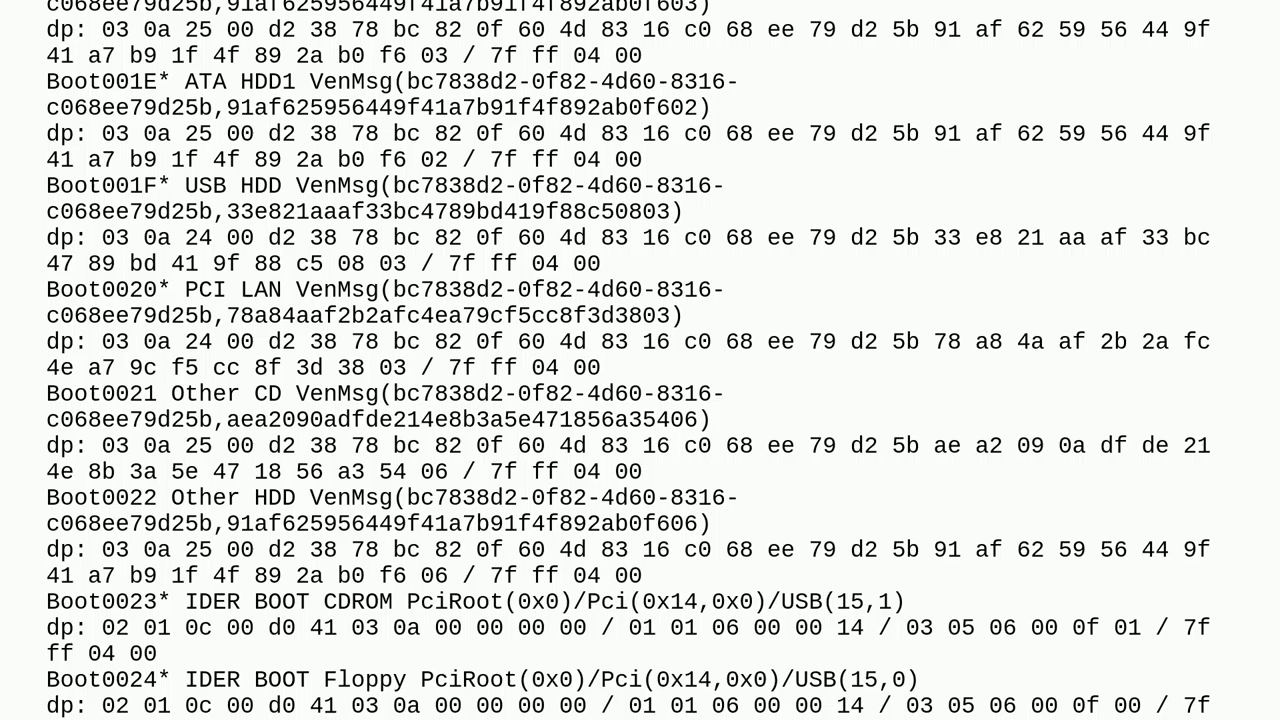 c068ee79d25b,91af625956449f41a7b91f4f892ab0f603)
dp: 03 0a 25 00 d2 38 78 bc 82 0f 60 4d 83 16 c0 68 ee 79 d2 5b 91 af 62 59 56 44 9f
41 a7 b9 1f 4f 89 2a b0 f6 03 / 7f ff 04 00
Boot001E* ATA HDD1 VenMsg(bc7838d2-0f82-4d60-8316-
c068ee79d25b,91af625956449f41a7b91f4f892ab0f602)
dp: 03 0a 25 00 d2 38 78 bc 82 0f 60 4d 83 16 c0 68 ee 79 d2 5b 91 af 62 59 56 44 9f
41 a7 b9 1f 4f 89 2a b0 f6 02 / 7f ff 04 00
Boot001F* USB HDD VenMsg(bc7838d2-0f82-4d60-8316-
c068ee79d25b,33e821aaaf33bc4789bd419f88c50803)
dp: 03 0a 24 00 d2 38 78 bc 82 0f 60 4d 83 16 c0 68 ee 79 d2 5b 33 e8 21 aa af 33 bc
47 89 bd 41 9f 88 c5 08 03 / 7f ff 04 00
Boot0020* PCI LAN VenMsg(bc7838d2-0f82-4d60-8316-
c068ee79d25b,78a84aaf2b2afc4ea79cf5cc8f3d3803)
dp: 03 0a 24 00 d2 38 78 bc 82 0f 60 4d 83 16 c0 68 ee 79 d2 5b 78 a8 4a af 2b 2a fc
4e a7 9c f5 cc 8f 3d 38 03 / 7f ff 04 00
Boot0021 Other CD VenMsg(bc7838d2-0f82-4d60-8316-
c068ee79d25b,aea2090adfde214e8b3a5e471856a35406)
dp: 03 0a 25 00 d2 38 78 bc 82 0f 60 4d 83 16 c0 68 ee 79 d2 5b ae a2 09 0a df de 21
4e 8b 3a 5e 47 18 56 a3 54 06 / 7f ff 04 00
Boot0022 Other HDD VenMsg(bc7838d2-0f82-4d60-8316-
c068ee79d25b,91af625956449f41a7b91f4f892ab0f606)
dp: 03 0a 25 00 d2 38 78 bc 82 0f 60 4d 83 16 c0 68 ee 79 d2 5b 91 af 62 59 56 44 9f
41 a7 b9 1f 4f 89 2a b0 f6 06 / 7f ff 04 00
Boot0023* IDER BOOT CDROM PciRoot(0x0)/Pci(0x14,0x0)/USB(15,1)
dp: 02 01 0c 00 d0 41 03 0a 00 00 00 00 / 01 01 06 00 00 14 / 03 05 06 00 0f 01 / 7f
ff 04 00
Boot0024* IDER BOOT Floppy PciRoot(0x0)/Pci(0x14,0x0)/USB(15,0)
dp: 02 01 0c 00 d0 41 03 0a 00 00 00 00 / 01 01 06 00 00 14 / 03 05 06 00 0f 00 / 7f